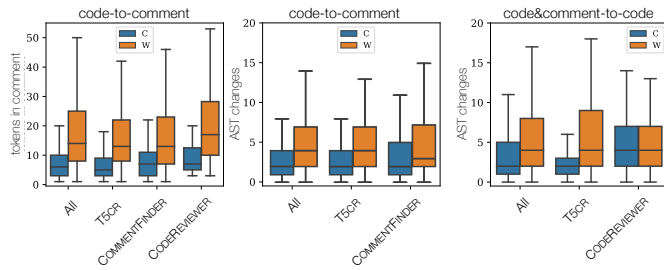 code-to-comment
tokens in comment
50
40
30
20
10
0
C
W
All
T5CR
COMMENTFINDER
CODEREVIEWER
code-to-comment
AST changes
20
15
10
5
0
C
W
All
T5CR
COMMENTFINDER
code&comment-to-code
AST changes
20
15
10
5
0
C
W
All
T5CR
CODEREVIEWER